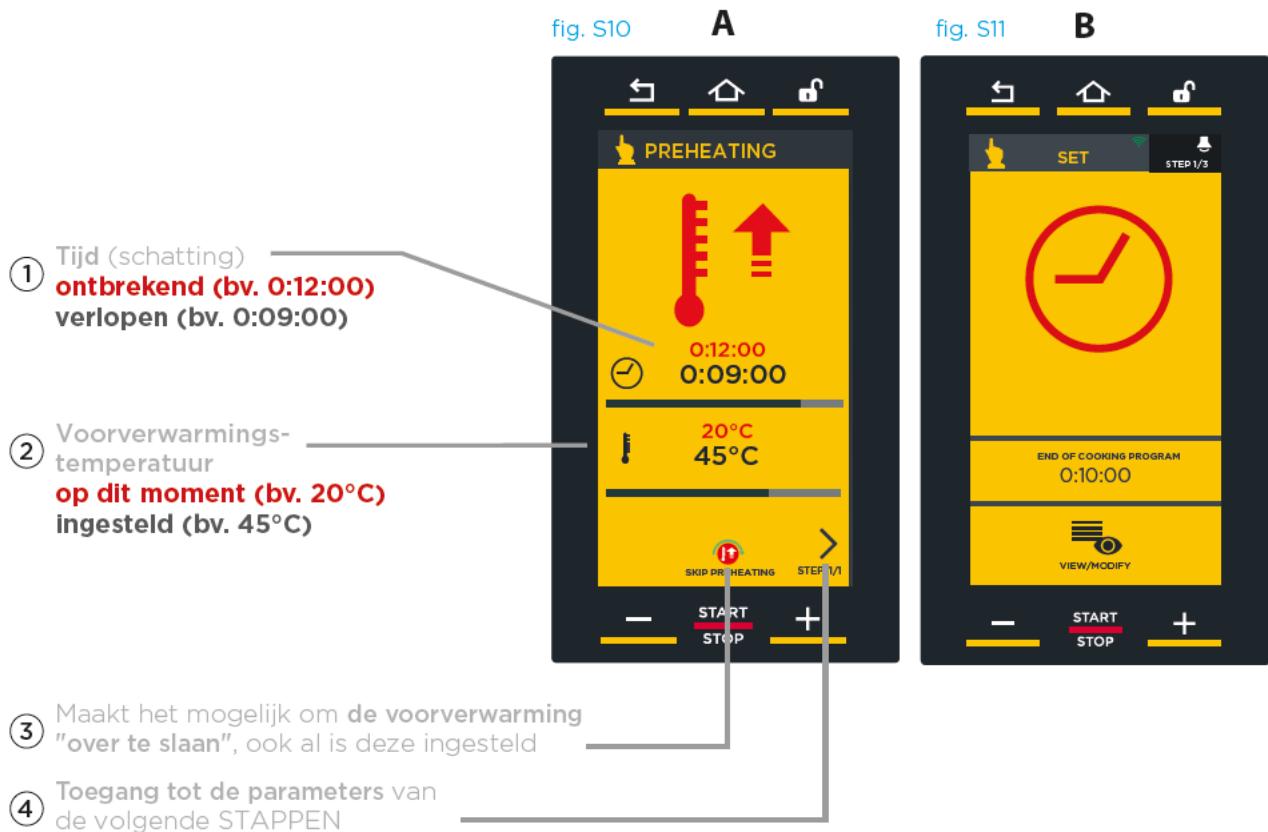 fig. S10 A
fig. S11 B
PREHEATING
SET
STEP 1/3
① Tijd (schatting)
ontbrekend (bv. 0:12:00)
verlopen (bv. 0:09:00)
0:12:00
0:09:00
② Voorverwarmings-
temperatuur
op dit moment (bv. 20°C)
ingesteld (bv. 45°C)
20°C
45°C
END OF COOKING PROGRAM
0:10:00
SKIP PREHEATING
STEP 1/1
VIEW/MODIFY
− START +
STOP
− START +
STOP
③ Maakt het mogelijk om de voorverwarming
"over te slaan", ook al is deze ingesteld
④ Toegang tot de parameters van
de volgende STAPPEN